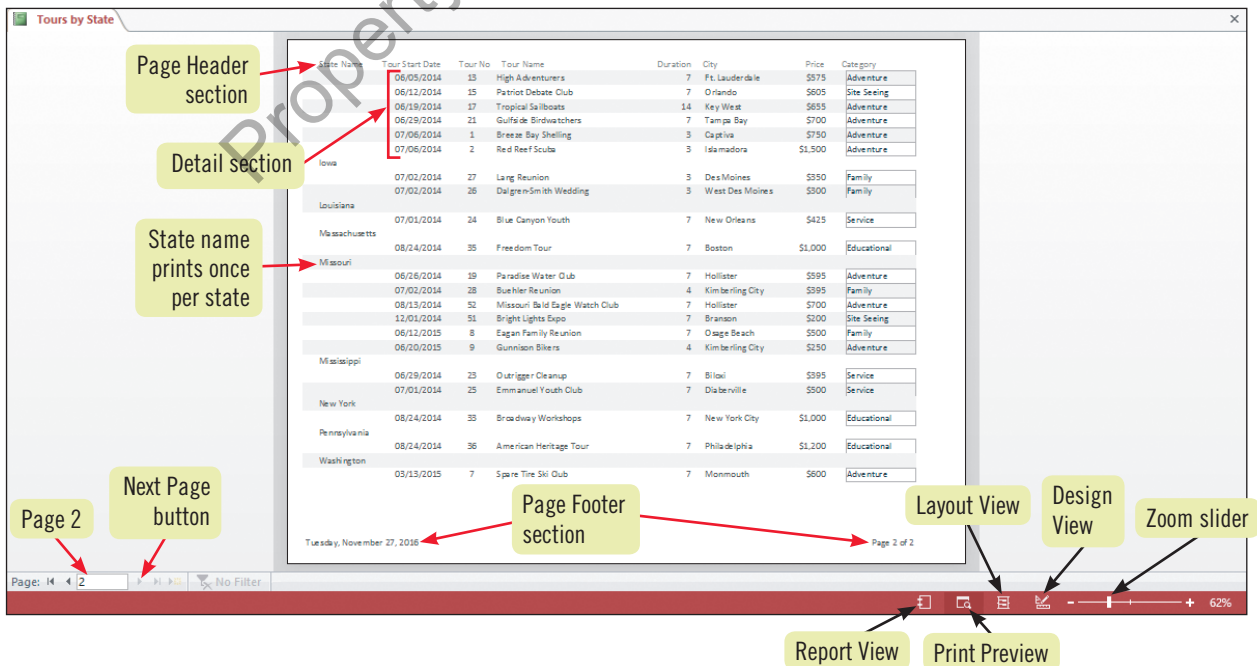 Tours by State
×
Property
Page Header section
Detail section
State name prints once per state
State Name Tour Start Date Tour No Tour Name Duration City Price Category
06/05/2014 13 High Adventurers 7 Ft. Lauderdale $575 Adventure
06/12/2014 15 Patriot Debate Club 7 Orlando $605 Site Seeing
06/19/2014 17 Tropical Sailboats 14 Key West $655 Adventure
06/29/2014 21 Gulfside Birdwatchers 7 Tampa Bay $700 Adventure
07/06/2014 1 Breeze Bay Shelling 3 Captiva $750 Adventure
07/06/2014 2 Red Reef Scuba 3 Islamadora $1,500 Adventure
Iowa
07/02/2014 27 Lang Reunion 3 Des Moines $350 Family
07/02/2014 26 Dalgren-Smith Wedding 3 West Des Moines $300 Family
Louisiana
07/01/2014 24 Blue Canyon Youth 7 New Orleans $425 Service
Massachusetts
08/24/2014 35 Freedom Tour 7 Boston $1,000 Educational
Missouri
06/26/2014 19 Paradise Water Club 7 Hollister $595 Adventure
07/02/2014 28 Buehler Reunion 4 Kimberling City $395 Family
08/13/2014 52 Missouri Bald Eagle Watch Club 7 Hollister $700 Adventure
12/01/2014 51 Bright Lights Expo 7 Branson $200 Site Seeing
06/12/2015 8 Eagan Family Reunion 7 Osage Beach $500 Family
06/20/2015 9 Gunnison Bikers 4 Kimberling City $250 Adventure
Mississippi
06/29/2014 23 Outrigger Cleanup 7 Biloxi $395 Service
07/01/2014 25 Emmanuel Youth Club 7 Diaberville $500 Service
New York
08/24/2014 33 Broadway Workshops 7 New York City $1,000 Educational
Pennsylvania
08/24/2014 36 American Heritage Tour 7 Philadelphia $1,200 Educational
Washington
03/13/2015 7 Spare Tire Ski Club 7 Monmouth $600 Adventure
Tuesday, November 27, 2016
Page 2 of 2
Page 2
Next Page button
Page Footer section
Layout View
Design View
Zoom slider
Page: 2 No Filter
62%
Report View
Print Preview